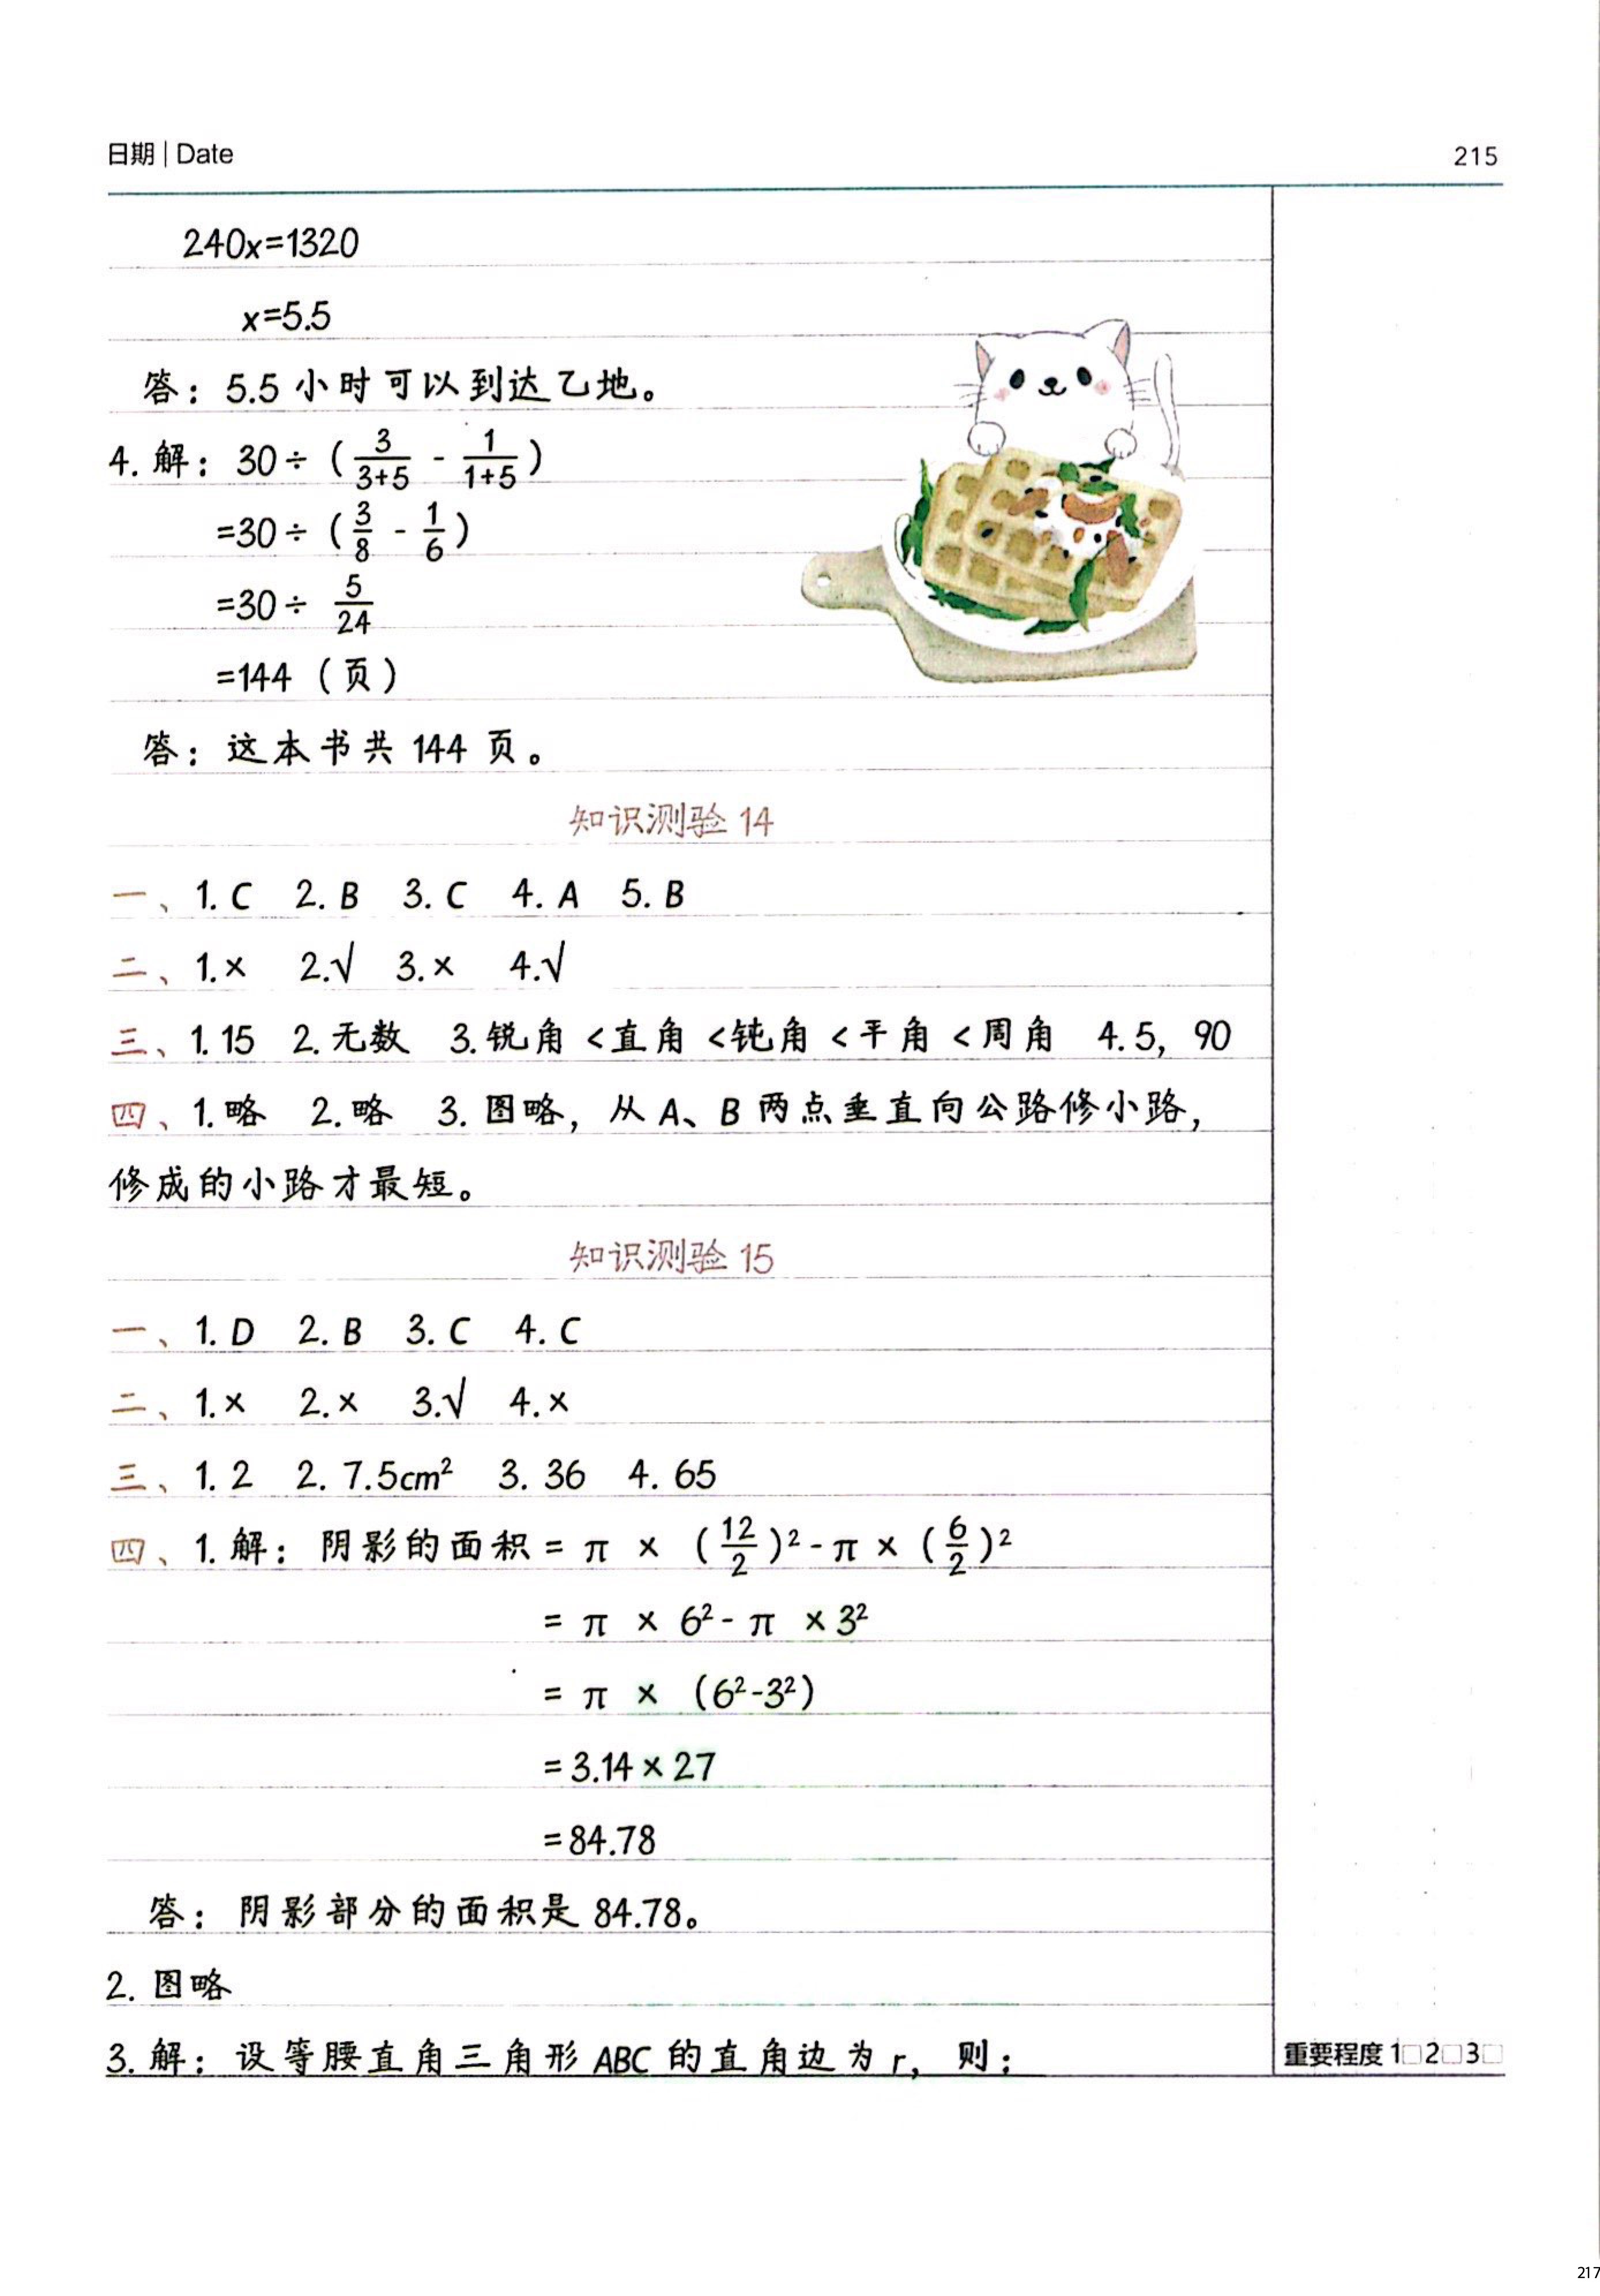 日期 | Date
215
240x=1320
x=5.5
答：5.5 小时可以到达乙地。
4. 解：30÷（3/(3+5) - 1/(1+5)）
=30÷（3/8 - 1/6）
=30÷ 5/24
=144（页）
答：这本书共 144 页。
知识测验 14
一、1. C 2. B 3. C 4. A 5. B
二、1.× 2.√ 3.× 4.√
三、1. 15 2. 无数 3. 锐角＜直角＜钝角＜平角＜周角 4. 5，90
四、1. 略 2. 略 3. 图略，从 A、B 两点垂直向公路修小路，
修成的小路才最短。
知识测验 15
一、1. D 2. B 3. C 4. C
二、1.× 2.× 3.√ 4.×
三、1. 2 2. 7.5cm² 3. 36 4. 65
四、1. 解：阴影的面积 = π × (12/2)² - π × (6/2)²
= π × 6² - π × 3²
= π × (6²-3²)
= 3.14 × 27
= 84.78
答：阴影部分的面积是 84.78。
2. 图略
3. 解：设等腰直角三角形 ABC 的直角边为 r，则：
重要程度 1□2□3□
217